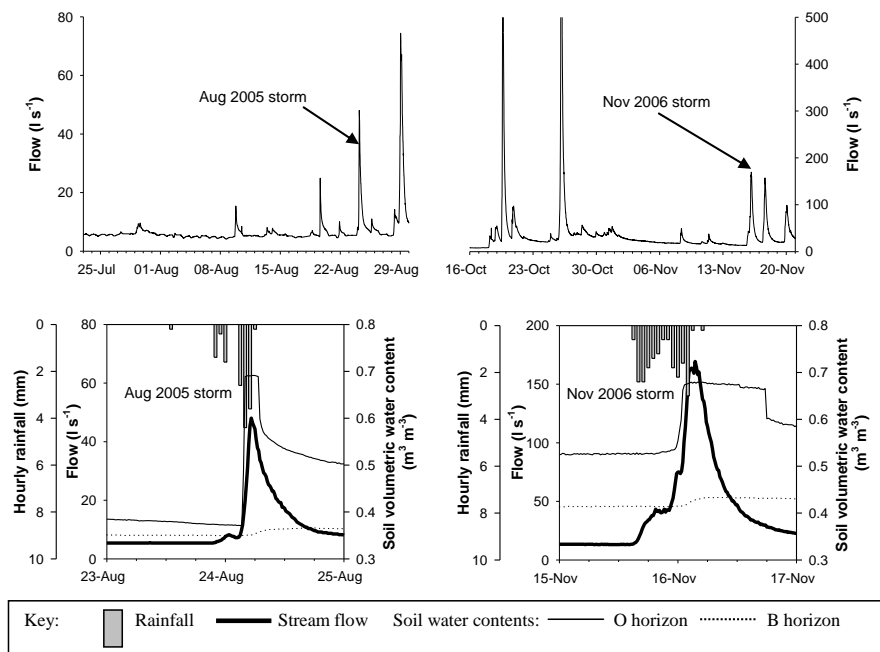 80
60
40
20
0
Flow (l s⁻¹)
Aug 2005 storm
25-Jul 01-Aug 08-Aug 15-Aug 22-Aug 29-Aug
500
400
300
200
100
0
Flow (l s⁻¹)
Nov 2006 storm
16-Oct 23-Oct 30-Oct 06-Nov 13-Nov 20-Nov
0
2
4
6
8
10
Hourly rainfall (mm)
80
60
40
20
0
Flow (l s⁻¹)
Aug 2005 storm
0.8
0.7
0.6
0.5
0.4
0.3
Soil volumetric water content
(m³ m⁻³)
23-Aug 24-Aug 25-Aug
0
2
4
6
8
10
Hourly rainfall (mm)
200
150
100
50
0
Flow (l s⁻¹)
Nov 2006 storm
0.8
0.7
0.6
0.5
0.4
0.3
Soil volumetric water content
(m³ m⁻³)
15-Nov 16-Nov 17-Nov
Key: Rainfall Stream flow Soil water contents: O horizon B horizon